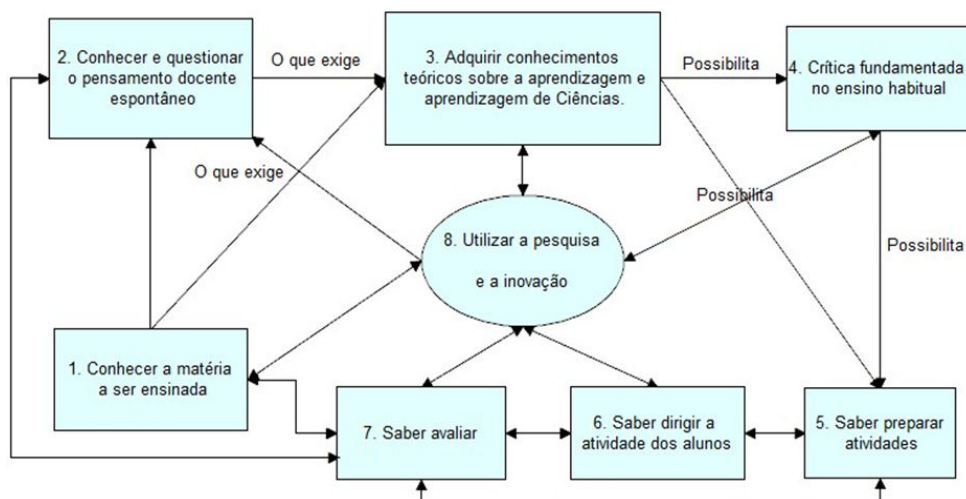 2. Conhecer e questionar
o pensamento docente
espontâneo
O que exige
3. Adquirir conhecimentos
teóricos sobre a aprendizagem e
aprendizagem de Ciências.
Possibilita
4. Crítica fundamentada
no ensino habitual
O que exige
Possibilita
8. Utilizar a pesquisa
e a inovação
Possibilita
1. Conhecer a matéria
a ser ensinada
7. Saber avaliar
6. Saber dirigir a
atividade dos alunos
5. Saber preparar
atividades